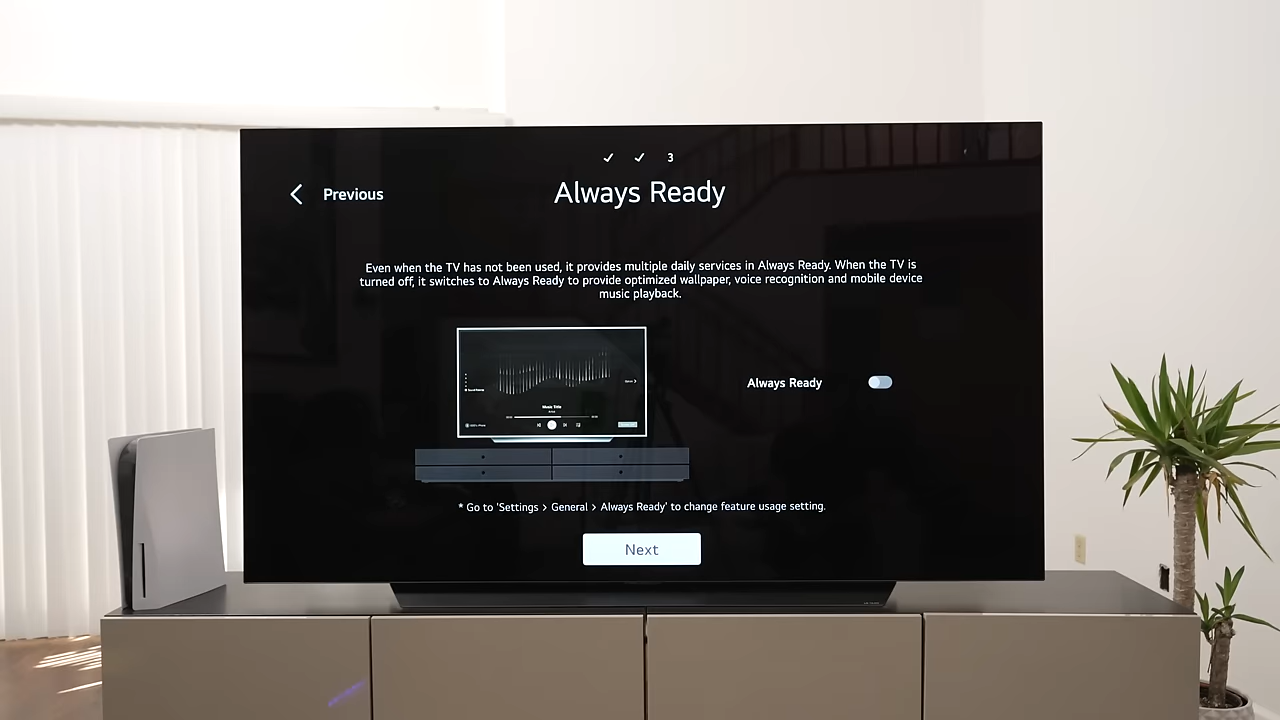 3
Previous
Always Ready
Even when the TV has not been used, it provides multiple daily services in Always Ready. When the TV is
turned off, it switches to Always Ready to provide optimized wallpaper, voice recognition and mobile device
music playback.
Music Title
Always Ready
* Go to 'Settings > General > Always Ready' to change feature usage setting.
Next